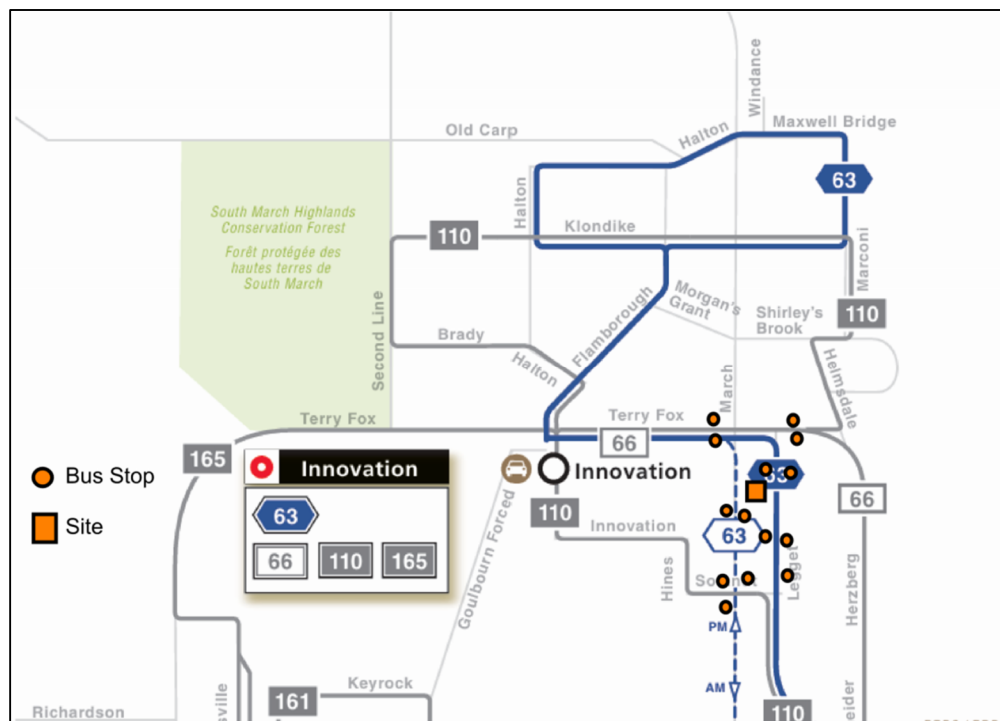 Windance
Maxwell Bridge
Old Carp
Halton
63
South March Highlands
Conservation Forest
Forêt protégée des
hautes terres de
South March
Halton
Klondike
110
Marconi
Morgan's
Grant
Shirley's
Brook
110
Second Line
Brady
Halton
Flamborough
Helmsdale
March
Terry Fox
Terry Fox
66
165
Innovation
Innovation
63
66
Bus Stop
Site
63
66
110
165
110
Innovation
63
Goulbourn Forced
Hines
Legget
Herzberg
PM
AM
Keyrock
161
110
Richardson